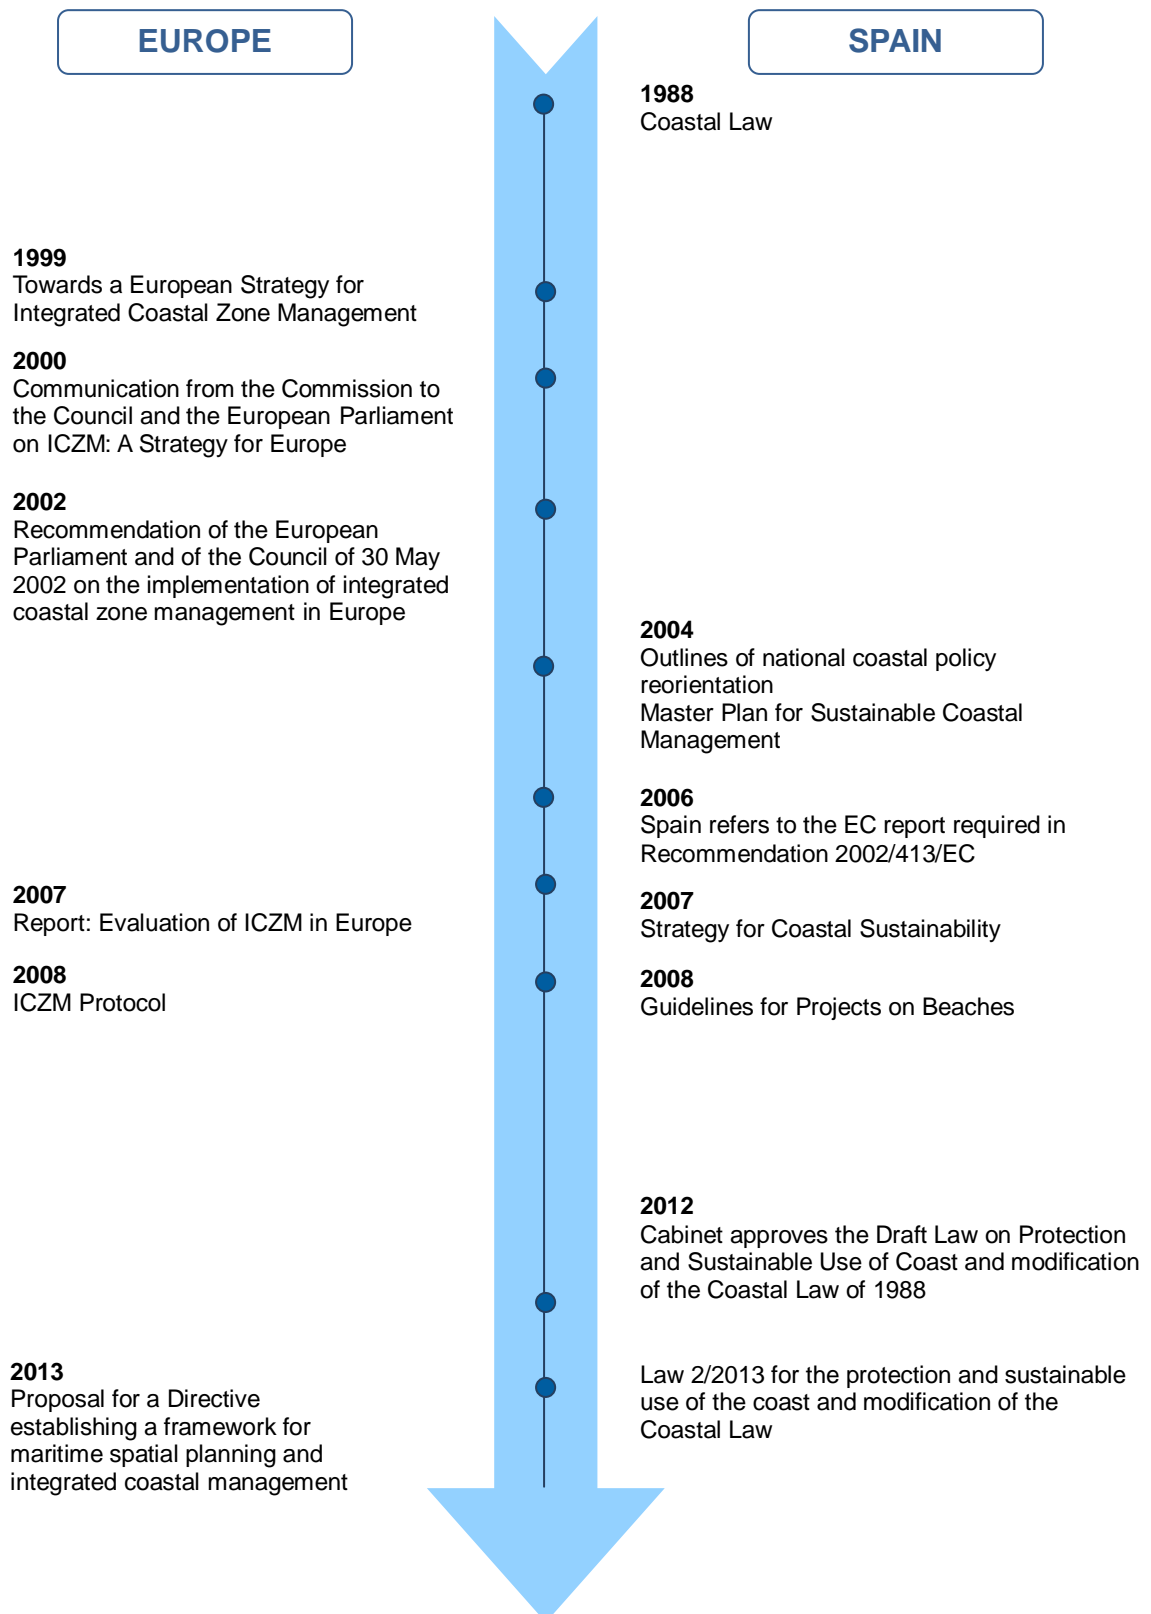 EUROPE
SPAIN
1988
Coastal Law
1999
Towards a European Strategy for
Integrated Coastal Zone Management
2000
Communication from the Commission to
the Council and the European Parliament
on ICZM: A Strategy for Europe
2002
Recommendation of the European
Parliament and of the Council of 30 May
2002 on the implementation of integrated
coastal zone management in Europe
2004
Outlines of national coastal policy
reorientation
Master Plan for Sustainable Coastal
Management
2006
Spain refers to the EC report required in
Recommendation 2002/413/EC
2007
Report: Evaluation of ICZM in Europe
2007
Strategy for Coastal Sustainability
2008
ICZM Protocol
2008
Guidelines for Projects on Beaches
2012
Cabinet approves the Draft Law on Protection
and Sustainable Use of Coast and modification
of the Coastal Law of 1988
2013
Proposal for a Directive
establishing a framework for
maritime spatial planning and
integrated coastal management
Law 2/2013 for the protection and sustainable
use of the coast and modification of the
Coastal Law